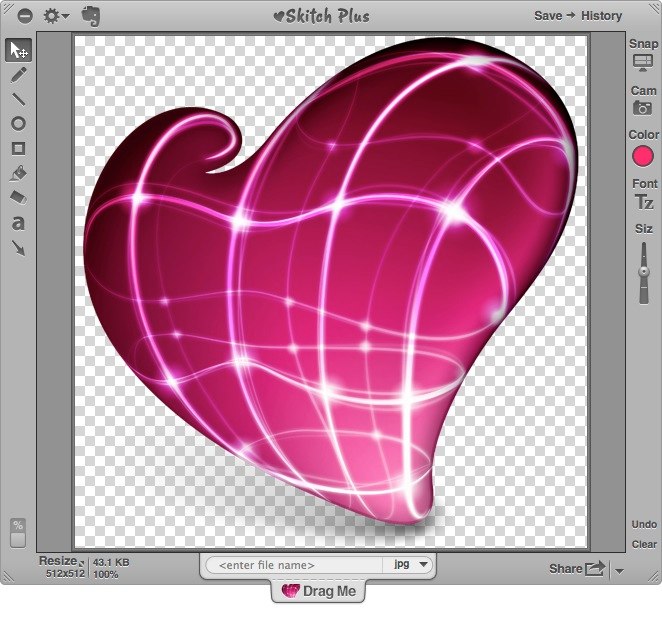 Skitch Plus
Save → History
Snap
Cam
Color
Font
Tz
Siz
a
%
Undo
Clear
Resize
512x512
43.1 KB
100%
<enter file name>
jpg
Share
Drag Me